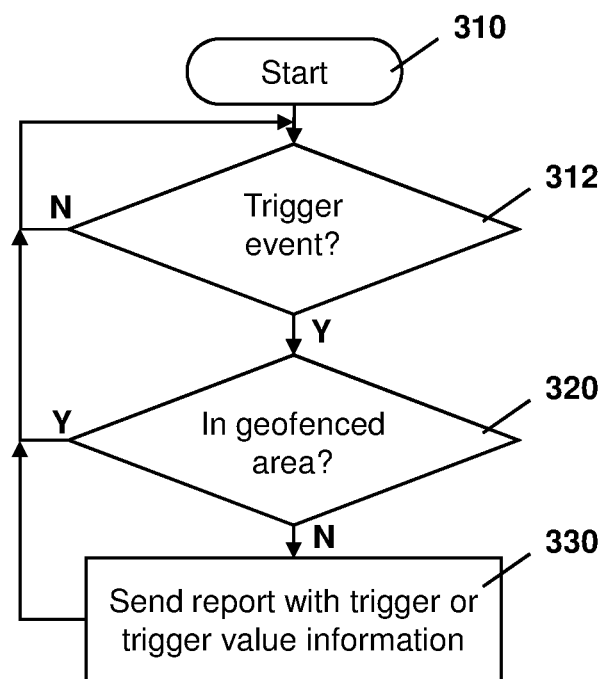 310
Start
312
N
Trigger
event?
Y
320
Y
In geofenced
area?
N
330
Send report with trigger or
trigger value information